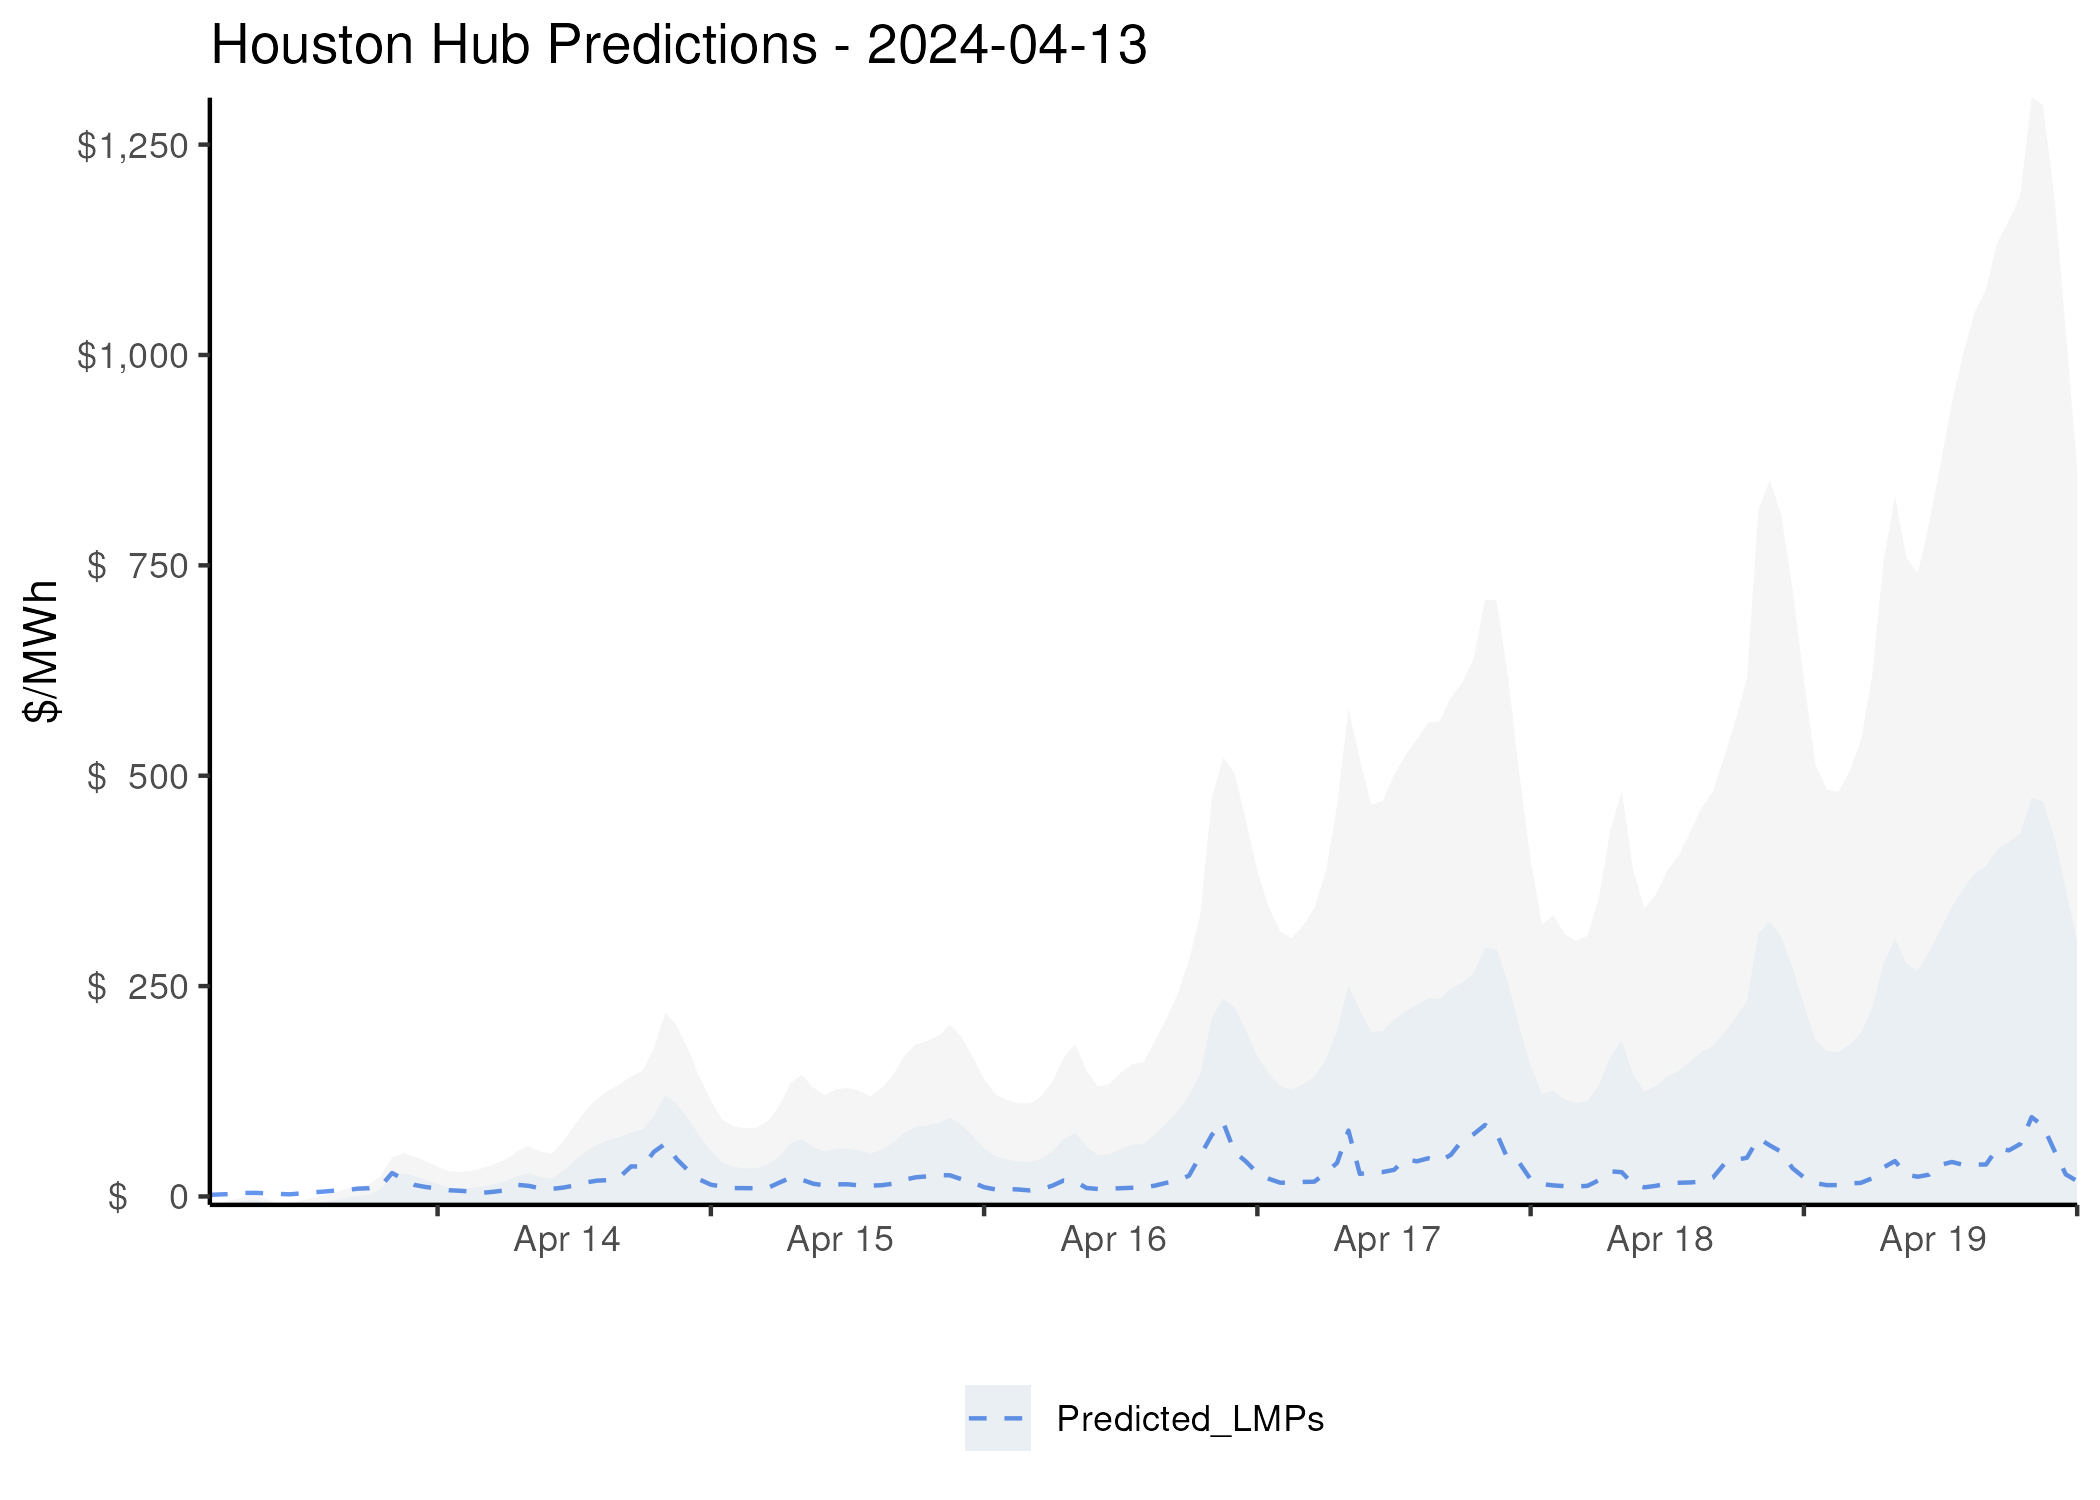 Houston Hub Predictions - 2024-04-13
$/MWh
$1,250
$1,000
$  750
$  500
$  250
$    0
Apr 14 Apr 15 Apr 16 Apr 17 Apr 18 Apr 19
Predicted_LMPs